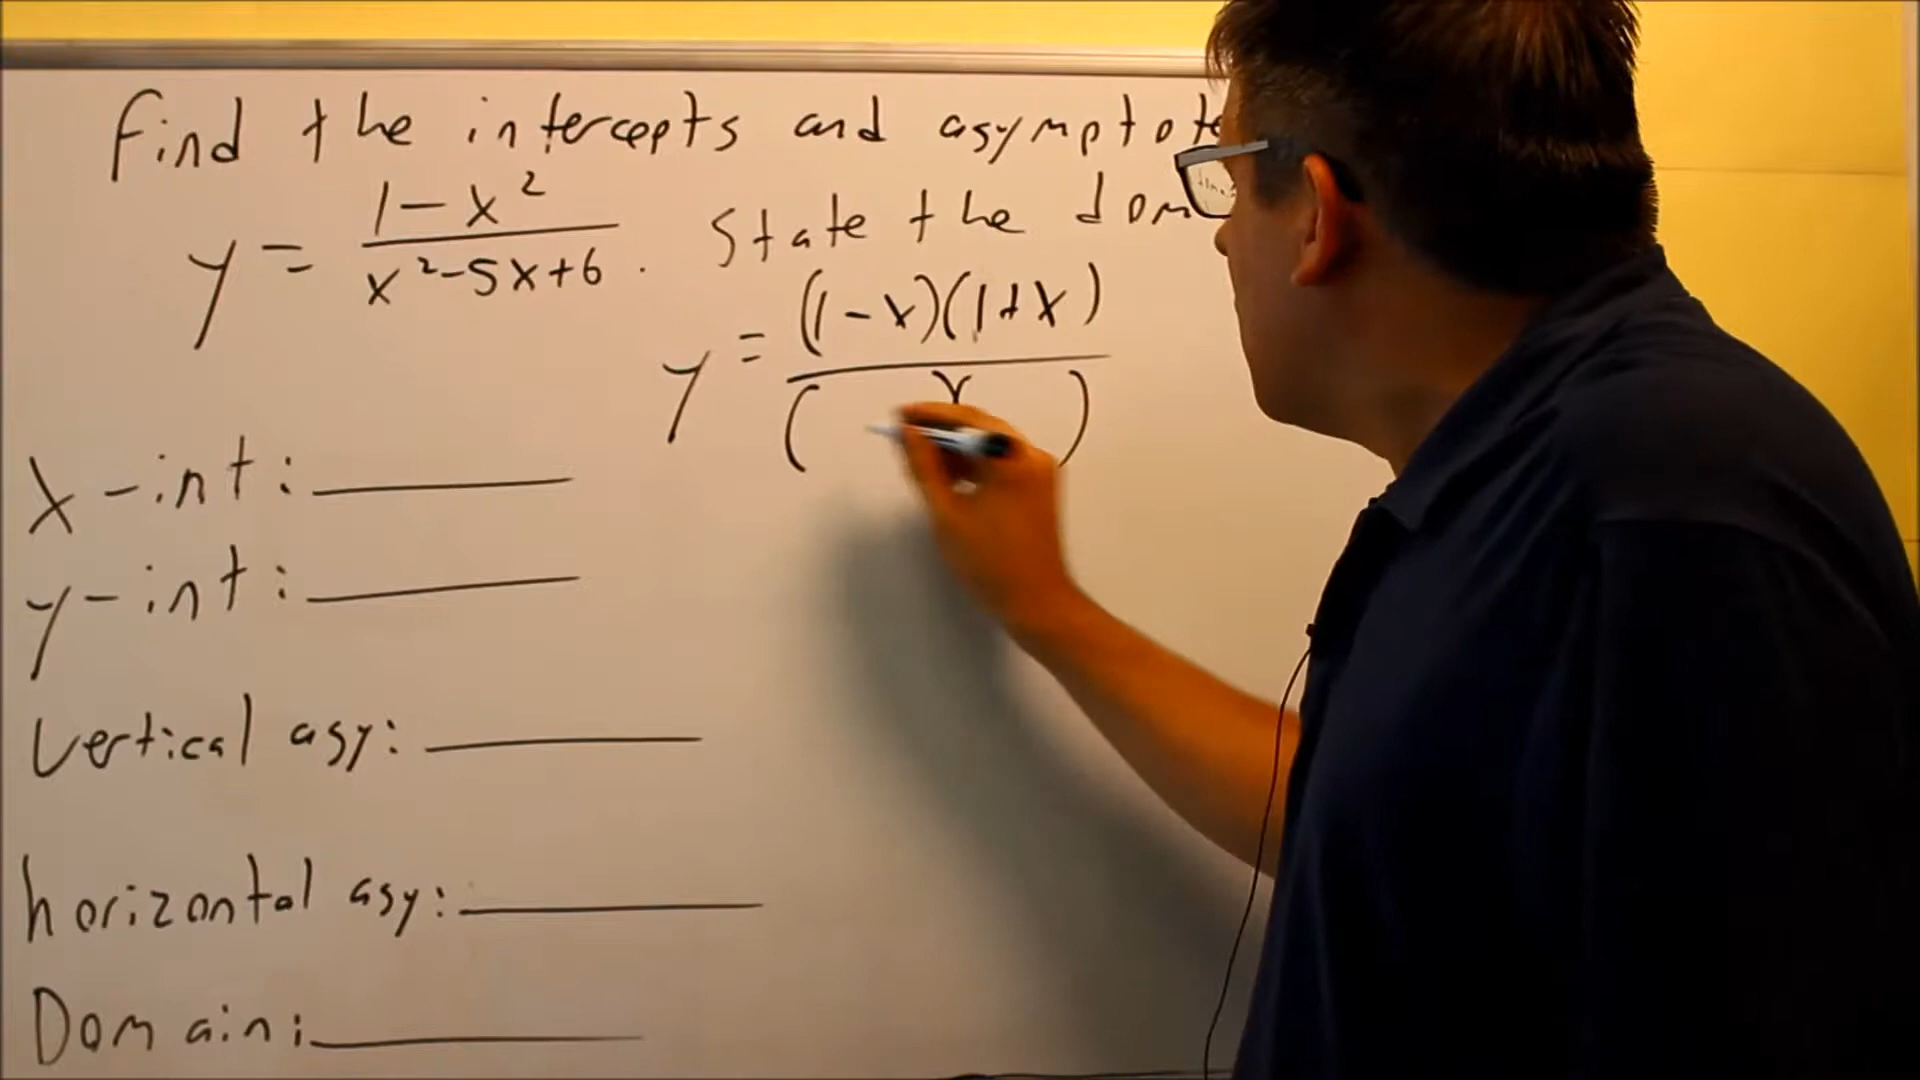 Find the intercepts and asymptote
y = 1-x² / x²-5x+6 . State the dom
y = (1-x)(1+x) / ( )( )
x-int: ______
y-int: ______
Vertical asy: ______
horizontal asy: ______
Domain: ______